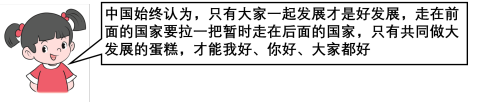 中国始终认为，只有大家一起发展才是好发展，走在前
面的国家要拉一把暂时走在后面的国家，只有共同做大
发展的蛋糕，才能我好、你好、大家都好